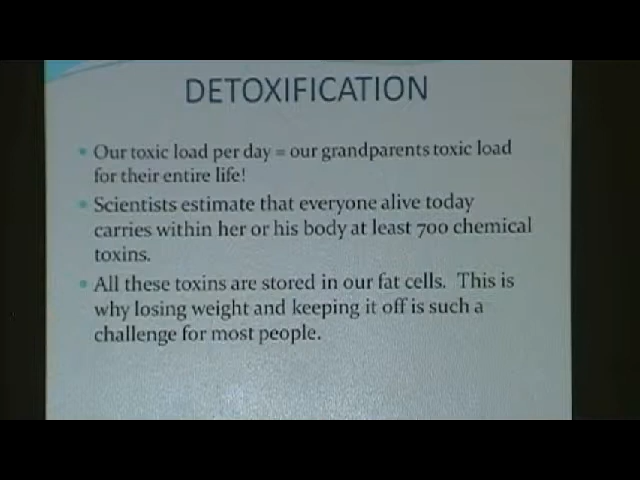 DETOXIFICATION
• Our toxic load per day = our grandparents toxic load
for their entire life!
• Scientists estimate that everyone alive today
carries within her or his body at least 700 chemical
toxins.
• All these toxins are stored in our fat cells. This is
why losing weight and keeping it off is such a
challenge for most people.